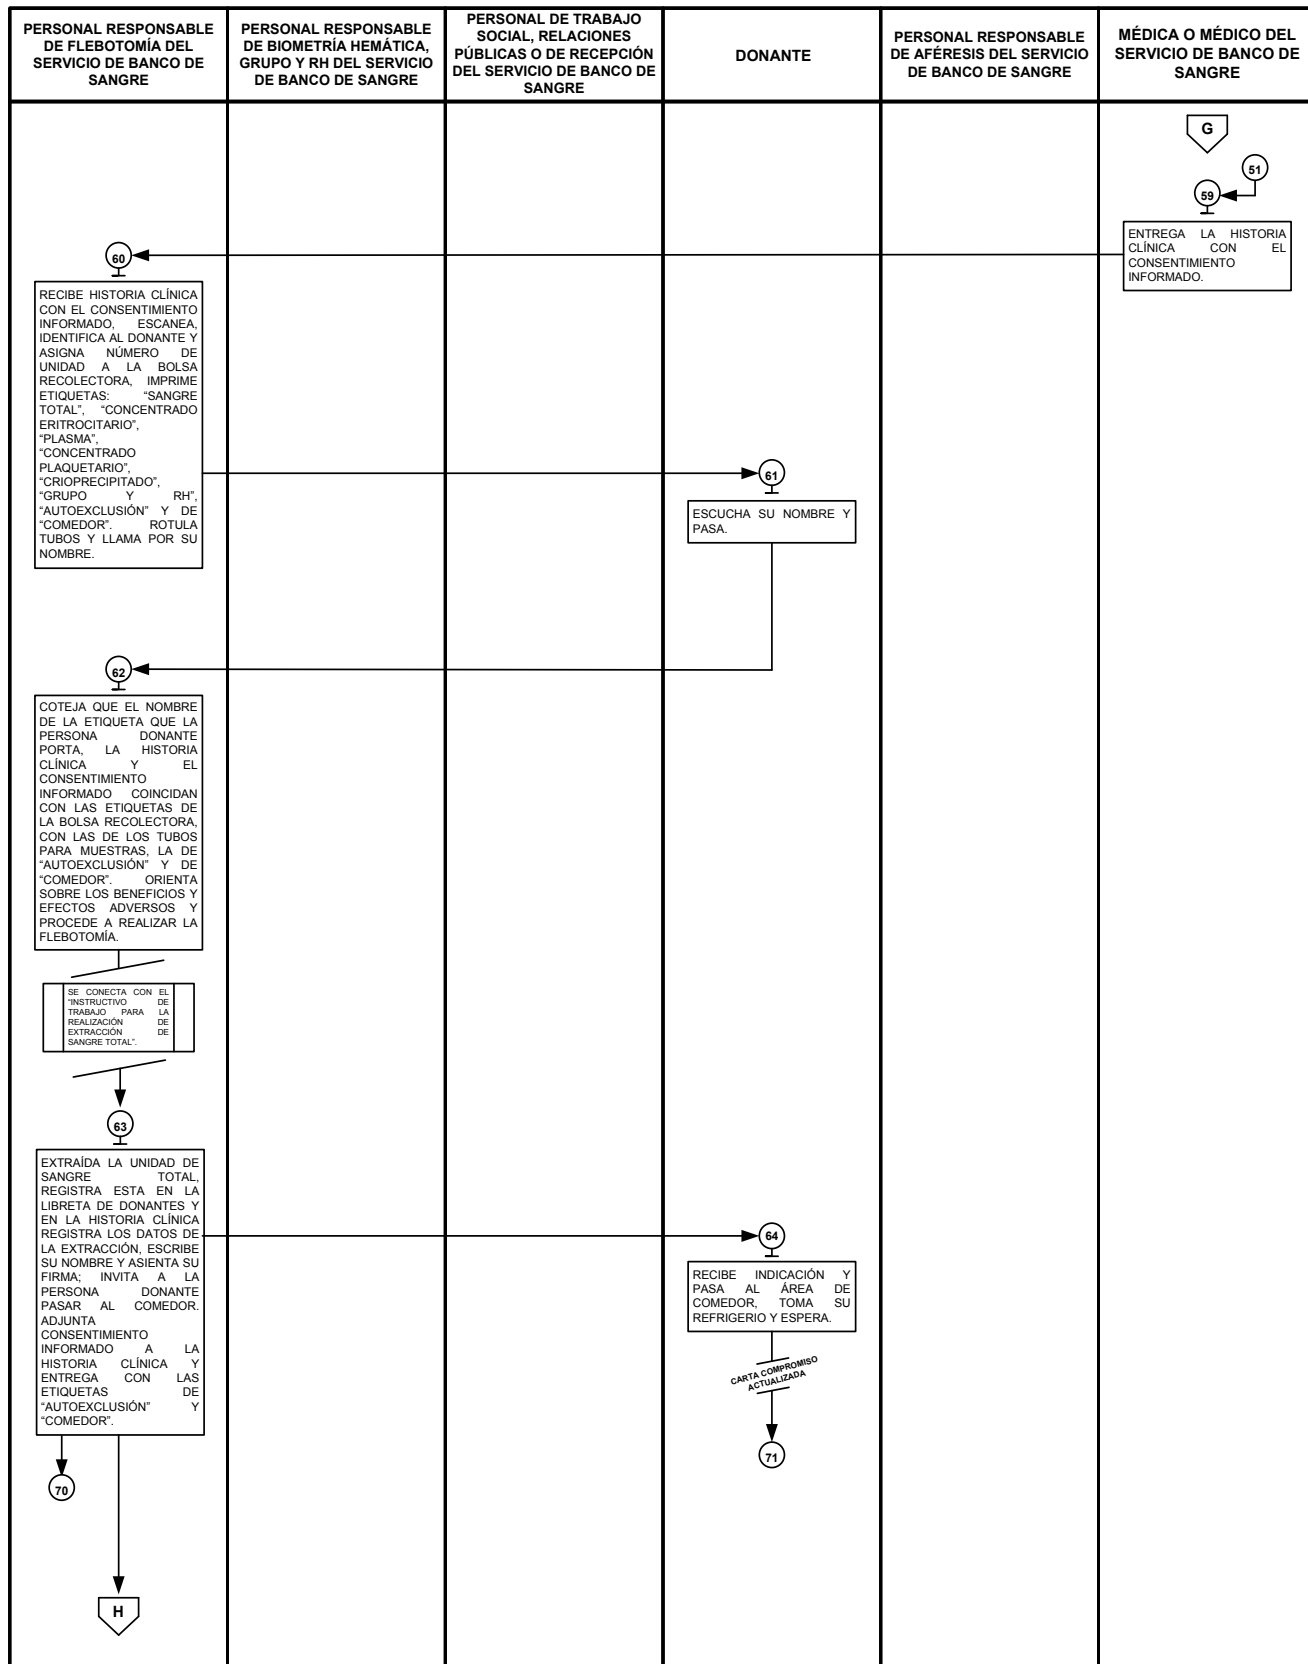 PERSONAL RESPONSABLE
DE FLEBOTOMÍA DEL
SERVICIO DE BANCO DE
SANGRE
PERSONAL RESPONSABLE
DE BIOMETRÍA HEMÁTICA,
GRUPO Y RH DEL SERVICIO
DE BANCO DE SANGRE
PERSONAL DE TRABAJO
SOCIAL, RELACIONES
PÚBLICAS O DE RECEPCIÓN
DEL SERVICIO DE BANCO DE
SANGRE
DONANTE
PERSONAL RESPONSABLE
DE AFÉRESIS DEL SERVICIO
DE BANCO DE SANGRE
MÉDICA O MÉDICO DEL
SERVICIO DE BANCO DE
SANGRE
G
51
59
ENTREGA LA HISTORIA
CLÍNICA CON EL
CONSENTIMIENTO
INFORMADO.
60
RECIBE HISTORIA CLÍNICA
CON EL CONSENTIMIENTO
INFORMADO, ESCANEA,
IDENTIFICA AL DONANTE Y
ASIGNA NÚMERO DE
UNIDAD A LA BOLSA
RECOLECTORA, IMPRIME
ETIQUETAS: “SANGRE
TOTAL”, “CONCENTRADO
ERITROCITARIO”,
“PLASMA”,
“CONCENTRADO
PLAQUETARIO”,
“CRIOPRECIPITADO”,
“GRUPO Y RH”,
“AUTOEXCLUSIÓN” Y DE
“COMEDOR”. ROTULA
TUBOS Y LLAMA POR SU
NOMBRE.
61
ESCUCHA SU NOMBRE Y
PASA.
62
COTEJA QUE EL NOMBRE
DE LA ETIQUETA QUE LA
PERSONA DONANTE
PORTA, LA HISTORIA
CLÍNICA Y EL
CONSENTIMIENTO
INFORMADO COINCIDAN
CON LAS ETIQUETAS DE
LA BOLSA RECOLECTORA,
CON LAS DE LOS TUBOS
PARA MUESTRAS, LA DE
“AUTOEXCLUSIÓN” Y DE
“COMEDOR”. ORIENTA
SOBRE LOS BENEFICIOS Y
EFECTOS ADVERSOS Y
PROCEDE A REALIZAR LA
FLEBOTOMÍA.
SE CONECTA CON EL
“INSTRUCTIVO DE
TRABAJO PARA LA
REALIZACIÓN DE
EXTRACCIÓN DE
SANGRE TOTAL”.
63
EXTRAÍDA LA UNIDAD DE
SANGRE TOTAL,
REGISTRA ESTA EN LA
LIBRETA DE DONANTES Y
EN LA HISTORIA CLÍNICA
REGISTRA LOS DATOS DE
LA EXTRACCIÓN, ESCRIBE
SU NOMBRE Y ASIENTA SU
FIRMA; INVITA A LA
PERSONA DONANTE
PASAR AL COMEDOR.
ADJUNTA
CONSENTIMIENTO
INFORMADO A LA
HISTORIA CLÍNICA Y
ENTREGA CON LAS
ETIQUETAS DE
“AUTOEXCLUSIÓN” Y
“COMEDOR”.
64
RECIBE INDICACIÓN Y
PASA AL ÁREA DE
COMEDOR, TOMA SU
REFRIGERIO Y ESPERA.
CARTA COMPROMISO
ACTUALIZADA
71
70
H